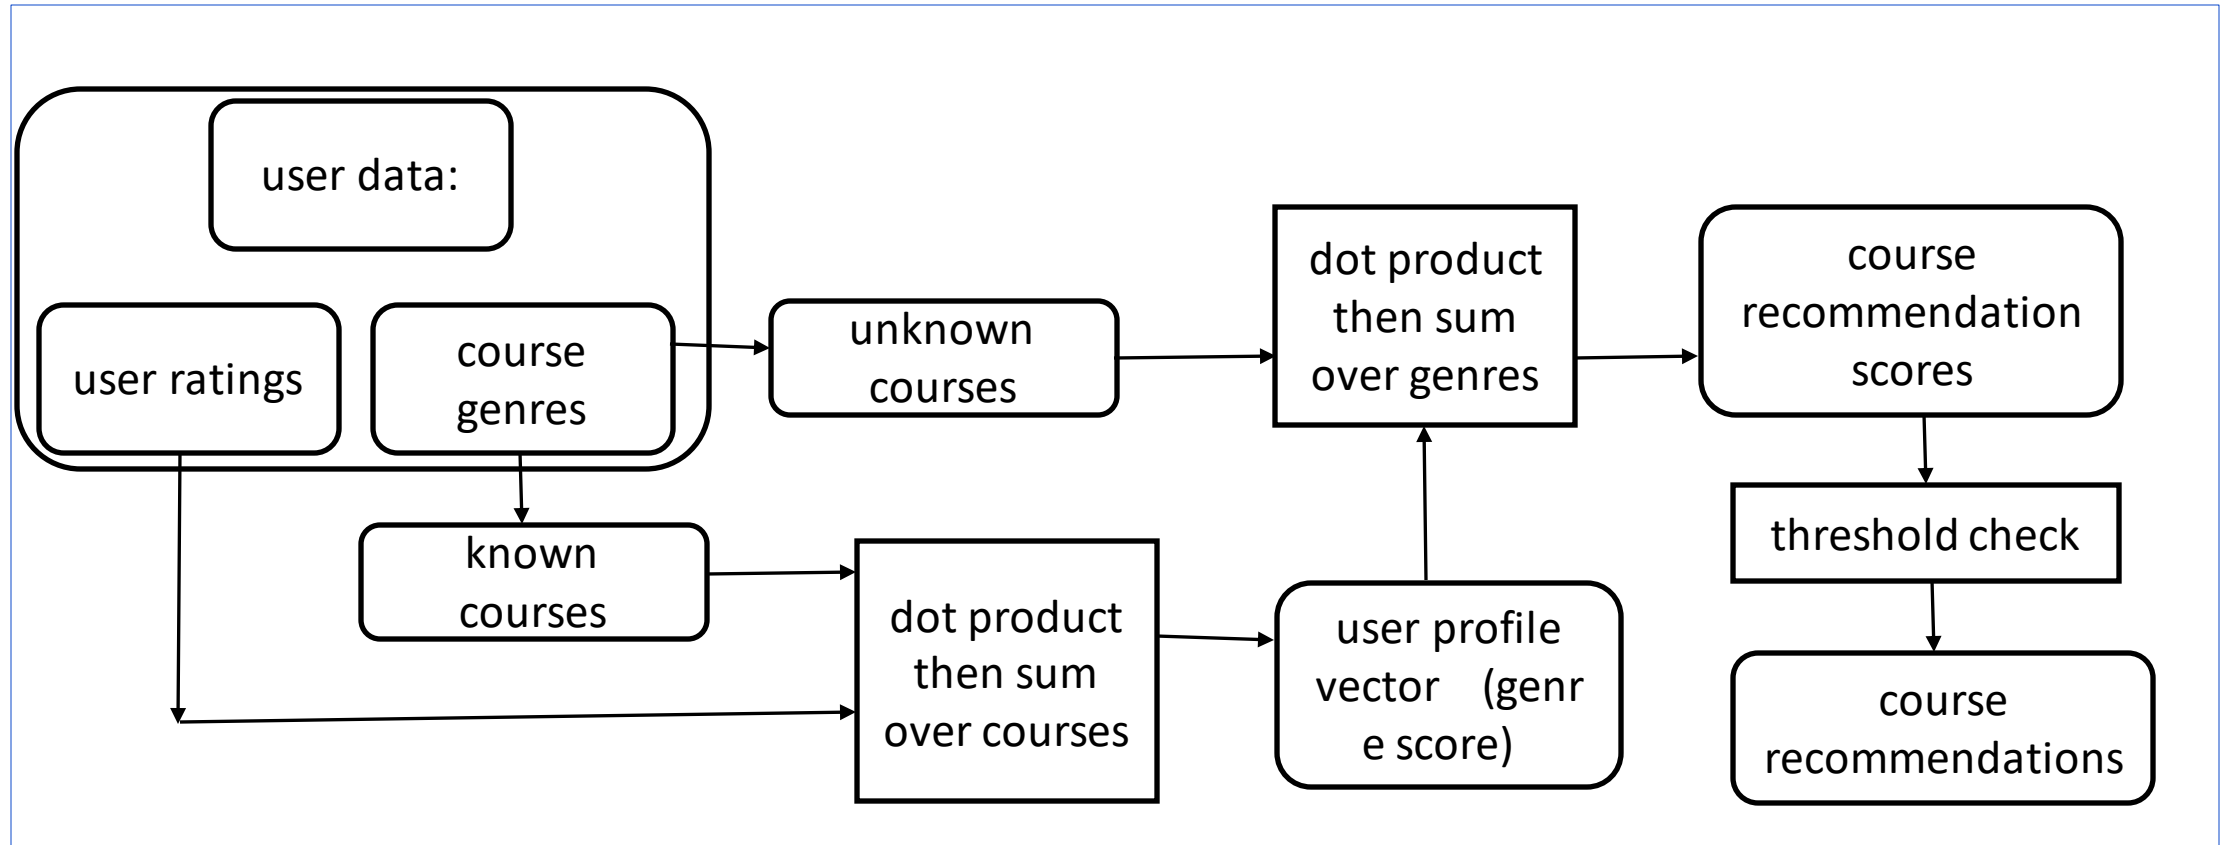 user data:
user ratings
course
genres
unknown
courses
known
courses
dot product
then sum
over courses
user profile
vector (genr
e score)
dot product
then sum
over genres
course
recommendation
scores
threshold check
course
recommendations